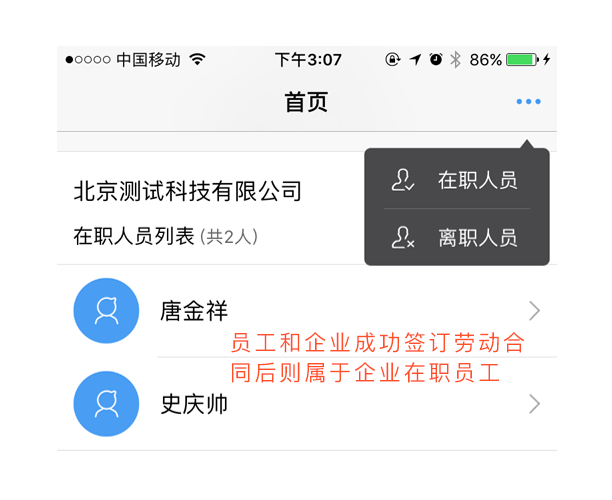 中国移动 下午3:07 86%
首页
在职人员
北京测试科技有限公司
在职人员列表 (共2人)
离职人员
唐金祥
员工和企业成功签订劳动合
同后则属于企业在职员工
史庆帅